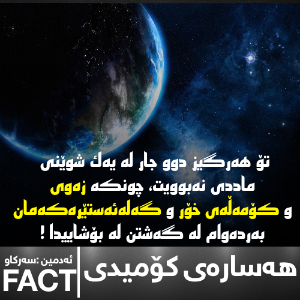 تۆ هەرگیز دوو جار لە یەک شوێنی
ماددی نەبوویت، چونکە زەوی
و کۆمەڵەی خۆر و گەلەئەستێرەکەمان
بەردەوام لە گەشتن لە بۆشاییدا !
ئەدمین :سەرکاو
FACT
هەسارەی کۆمیدی